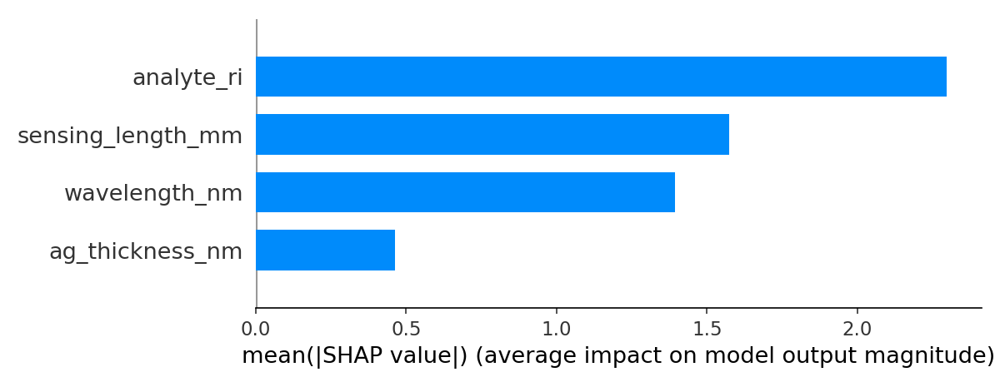 analyte_ri
sensing_length_mm
wavelength_nm
ag_thickness_nm
0.0 0.5 1.0 1.5 2.0
mean(|SHAP value|) (average impact on model output magnitude)